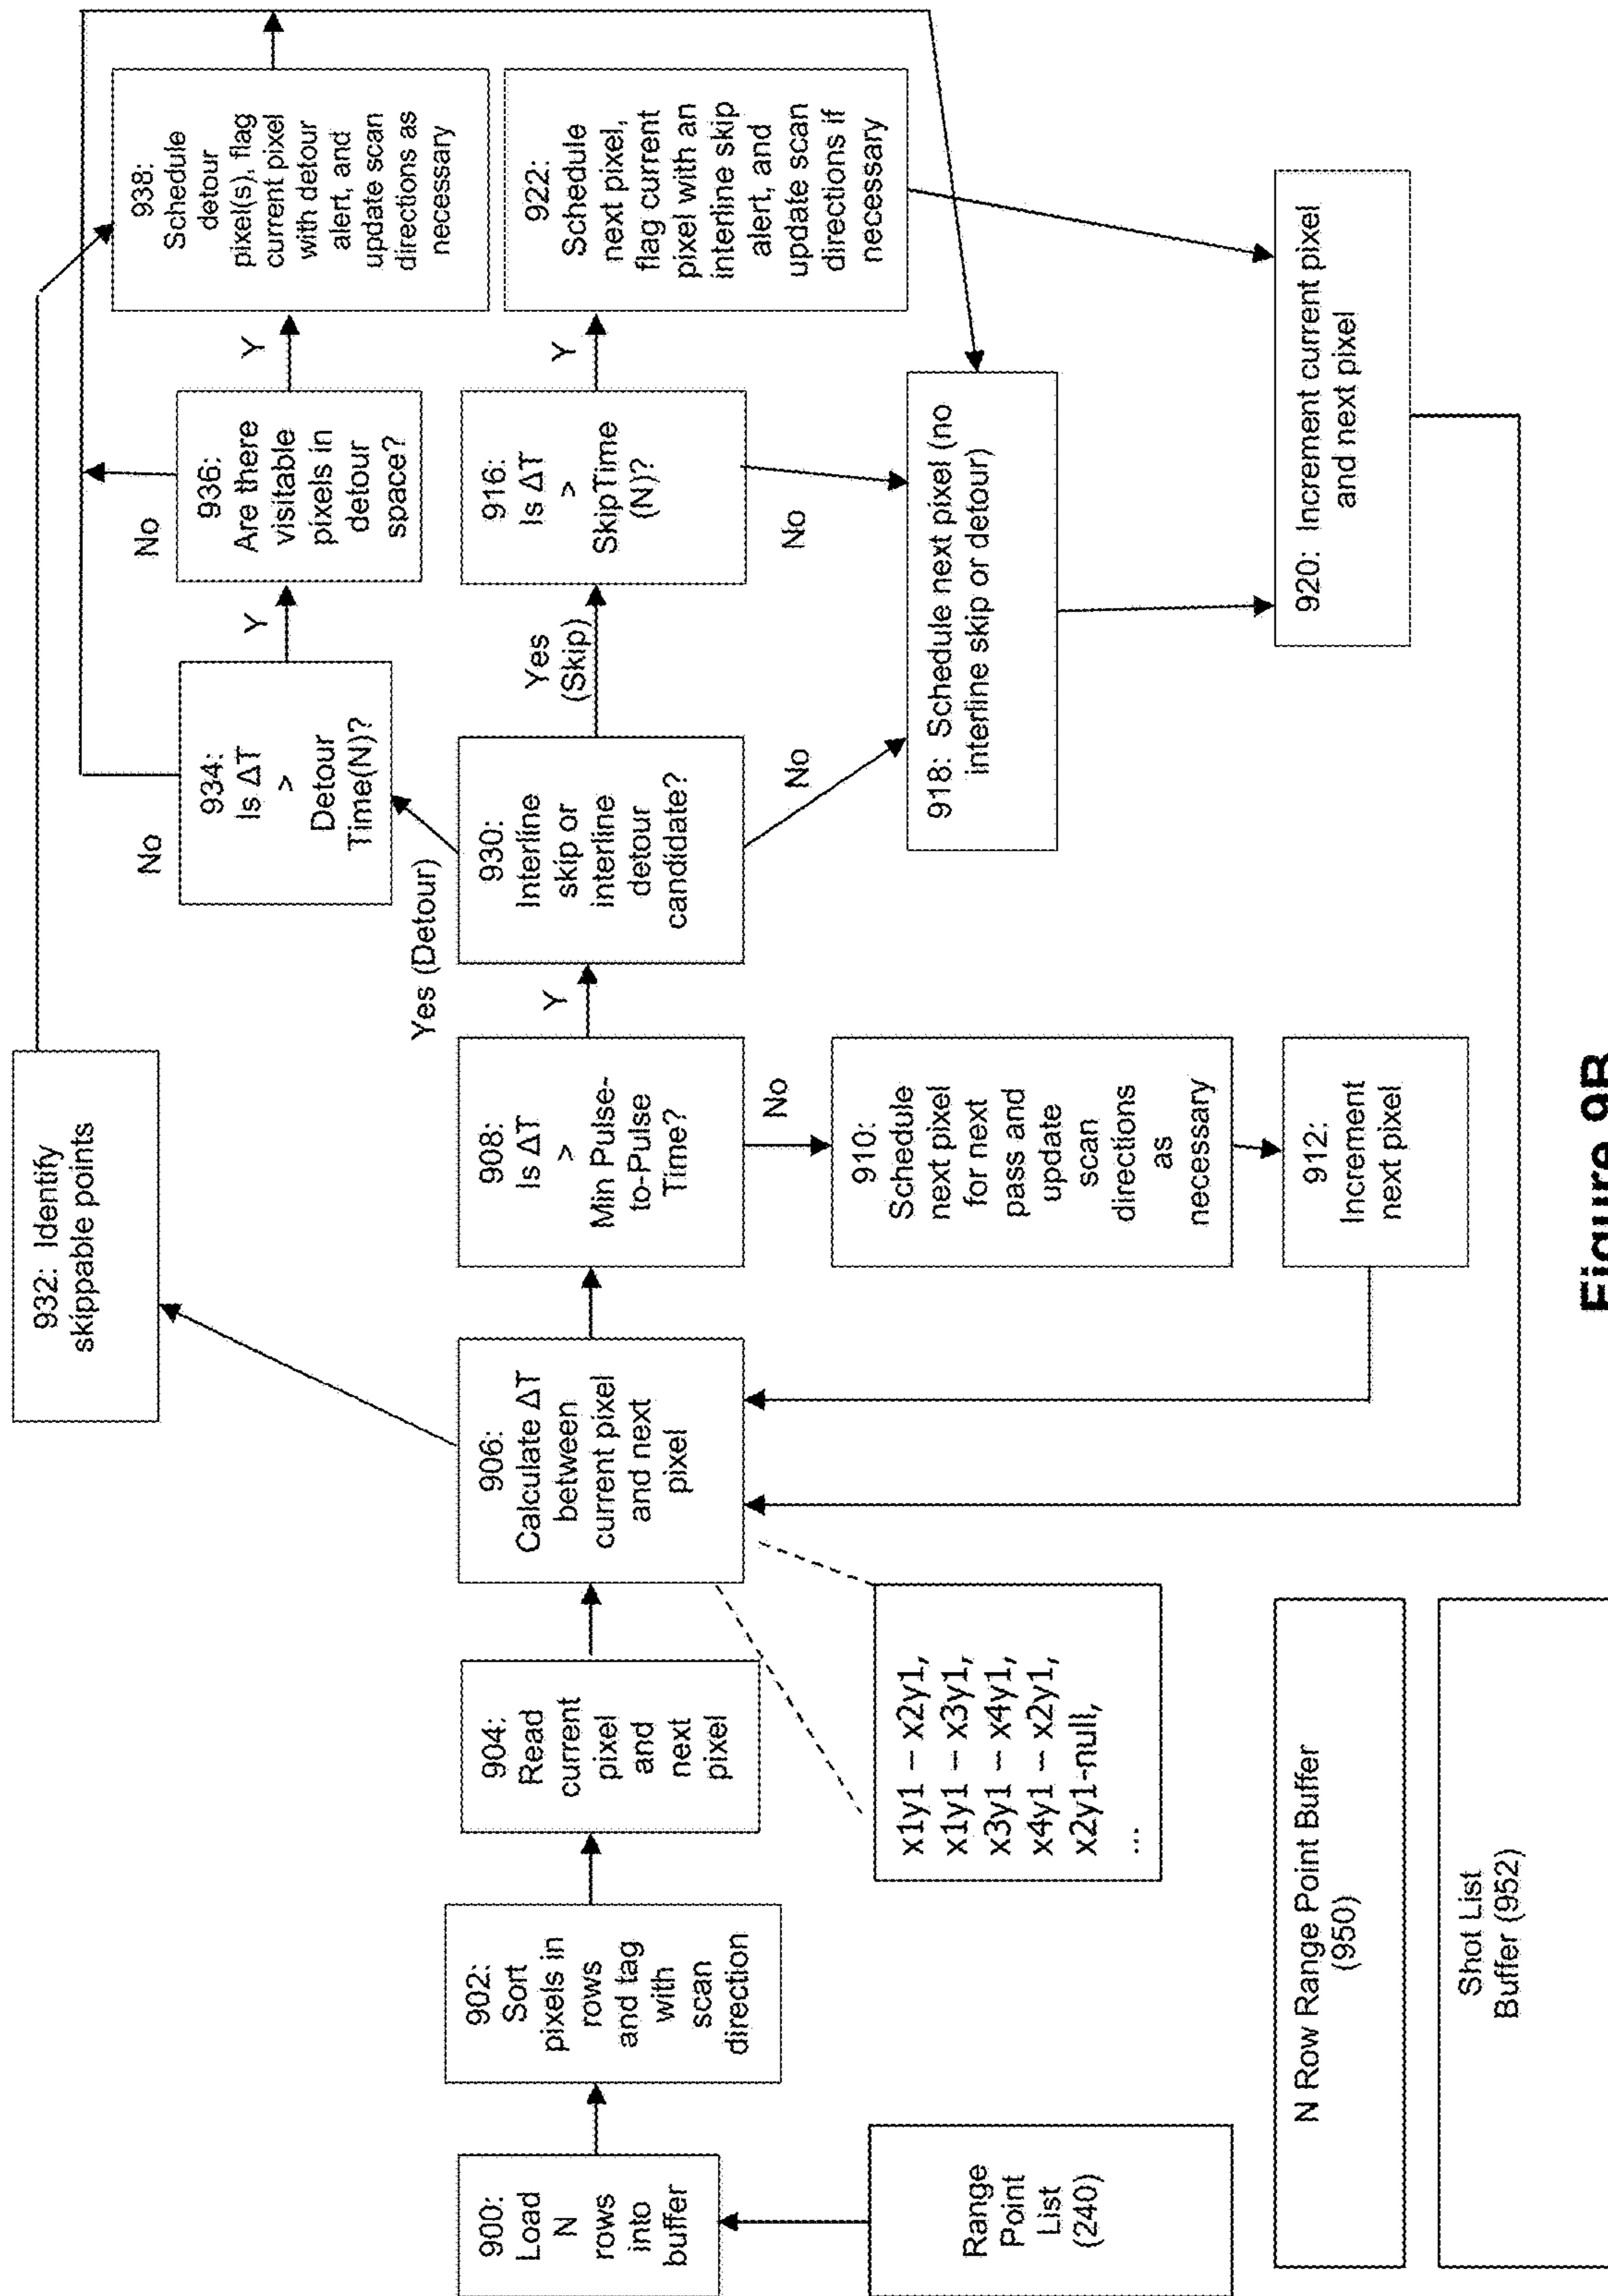 900:
Load
N
rows
into
buffer
Range
Point
List
(240)
902:
Sort
pixels in
rows
and tag
with
scan
direction
904:
Read
current
pixel
and
next
pixel
906:
Calculate ΔT
between
current pixel
and next
pixel
x1y1 – x2y1,
x1y1 – x3y1,
x3y1 – x4y1,
x4y1 – x2y1,
x2y1-null,
...
N Row Range Point Buffer
(950)
Shot List
Buffer (952)
932: Identify
skippable points
908:
Is ΔT
>
Min Pulse-
to-Pulse
Time?
Y
No
910:
Schedule
next pixel
for next
pass and
update
scan
directions
as
necessary
912:
Increment
next pixel
930:
Interline
skip or
interline
detour
candidate?
Yes (Detour)
Yes
(Skip)
No
934:
Is ΔT
>
Detour
Time(N)?
No
Y
936:
Are there
visitable
pixels in
detour
space?
No
Y
938:
Schedule
detour
pixel(s), flag
current pixel
with detour
alert, and
update scan
directions as
necessary
916:
Is ΔT
>
SkipTime
(N)?
Y
No
922:
Schedule
next pixel,
flag current
pixel with an
interline skip
alert, and
update scan
directions if
necessary
918: Schedule next pixel (no
interline skip or detour)
920: Increment current pixel
and next pixel
Figure 9B